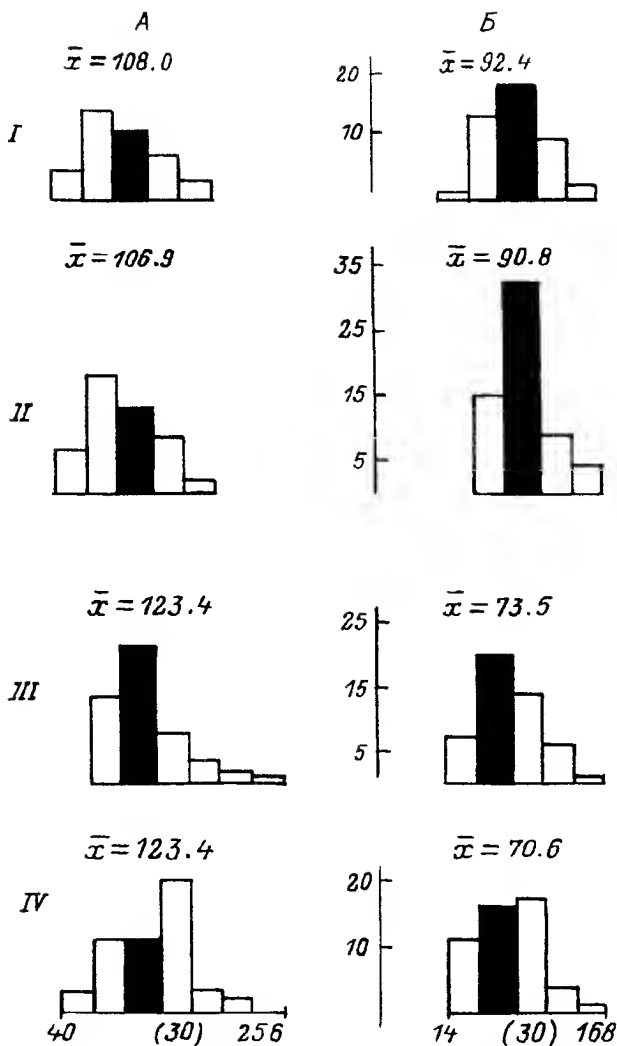 А Б
x̄ = 108.0 20 x̄ = 92.4
I 10
x̄ = 106.9 35 x̄ = 90.8
25
II 15
5
x̄ = 123.4 25 x̄ = 73.5
III 15
5
x̄ = 123.4 x̄ = 70.6
IV 20
10
40 (30) 256 14 (30) 168